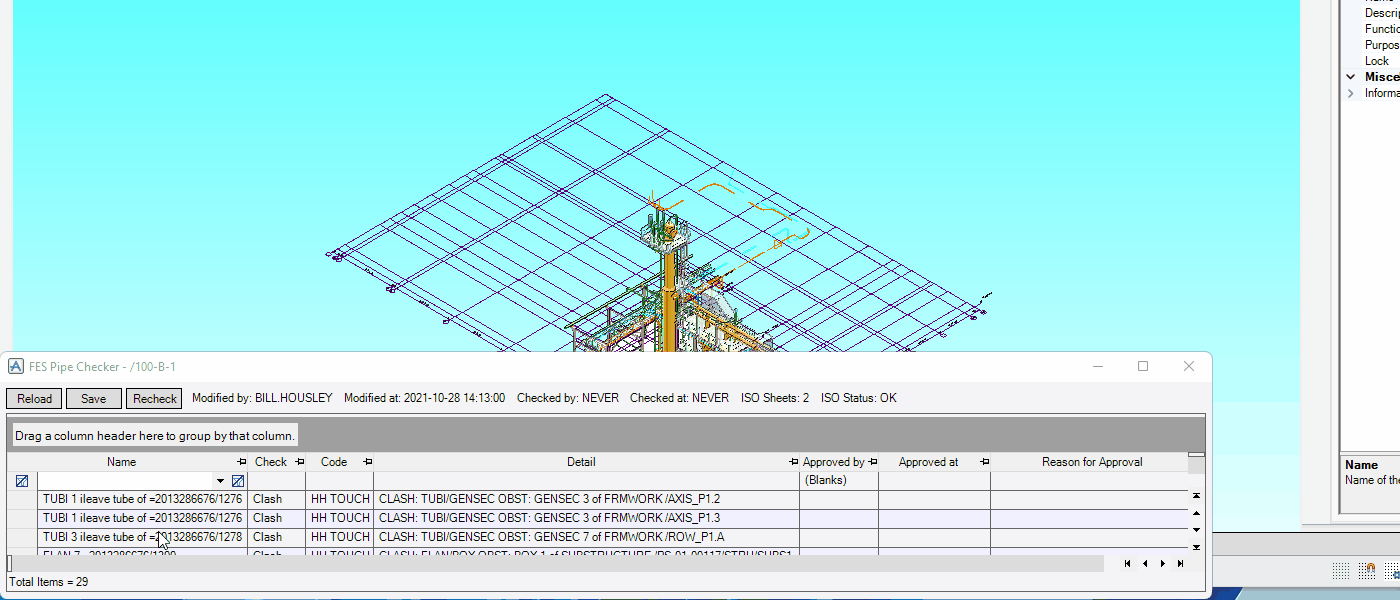 Descrip
Functio
Purpos
Lock
Misce
Informa
FES Pipe Checker - /100-B-1
Reload Save Recheck Modified by: BILL.HOUSLEY Modified at: 2021-10-28 14:13:00 Checked by: NEVER Checked at: NEVER ISO Sheets: 2 ISO Status: OK
Drag a column header here to group by that column.
Name Check Code Detail Approved by Approved at Reason for Approval
(Blanks)
TUBI 1 ileave tube of =2013286676/1276 Clash HH TOUCH CLASH: TUBI/GENSEC OBST: GENSEC 3 of FRMWORK /AXIS_P1.2
TUBI 1 ileave tube of =2013286676/1276 Clash HH TOUCH CLASH: TUBI/GENSEC OBST: GENSEC 3 of FRMWORK /AXIS_P1.3
TUBI 3 ileave tube of =2013286676/1278 Clash HH TOUCH CLASH: TUBI/GENSEC OBST: GENSEC 7 of FRMWORK /ROW_P1.A
Total Items = 29
Name
Name of the